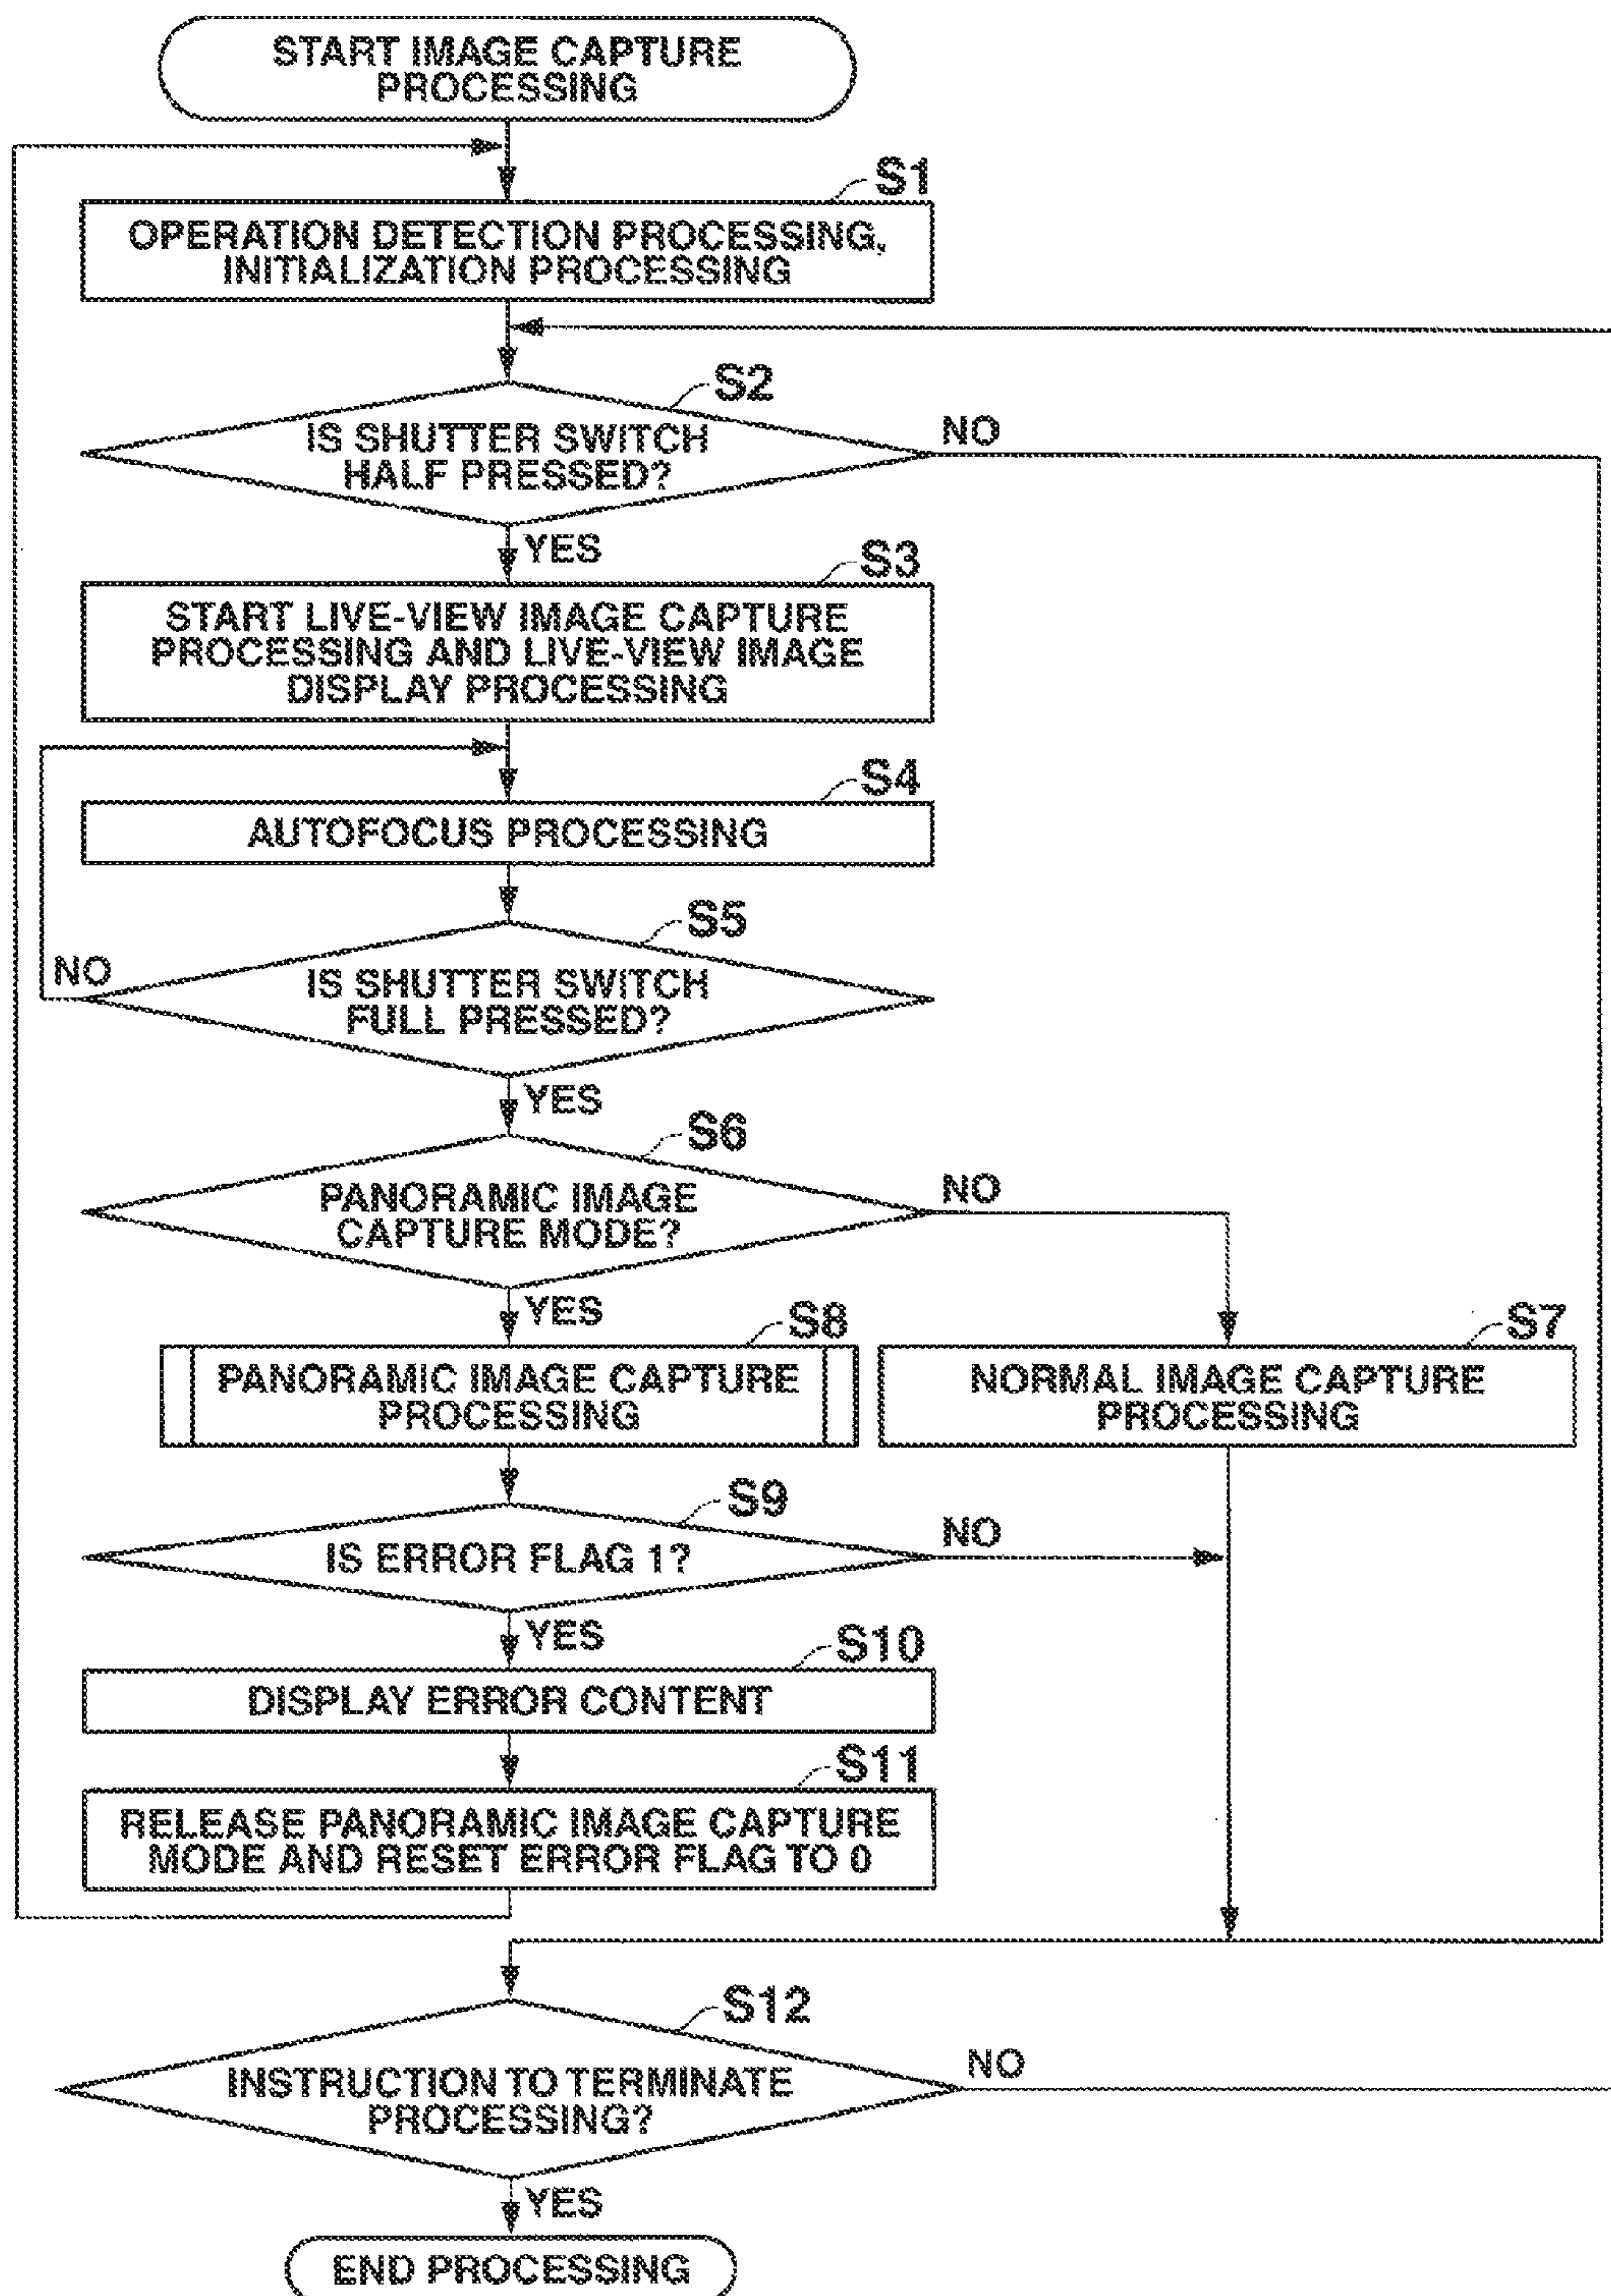 START IMAGE CAPTURE
PROCESSING
S1
OPERATION DETECTION PROCESSING,
INITIALIZATION PROCESSING
S2
IS SHUTTER SWITCH
HALF PRESSED?
NO
YES
S3
START LIVE-VIEW IMAGE CAPTURE
PROCESSING AND LIVE-VIEW IMAGE
DISPLAY PROCESSING
S4
AUTOFOCUS PROCESSING
S5
NO
IS SHUTTER SWITCH
FULL PRESSED?
YES
S6
PANORAMIC IMAGE
CAPTURE MODE?
NO
YES
S8
PANORAMIC IMAGE CAPTURE
PROCESSING
S7
NORMAL IMAGE CAPTURE
PROCESSING
S9
IS ERROR FLAG 1?
NO
YES
S10
DISPLAY ERROR CONTENT
S11
RELEASE PANORAMIC IMAGE CAPTURE
MODE AND RESET ERROR FLAG TO 0
S12
INSTRUCTION TO TERMINATE
PROCESSING?
NO
YES
END PROCESSING